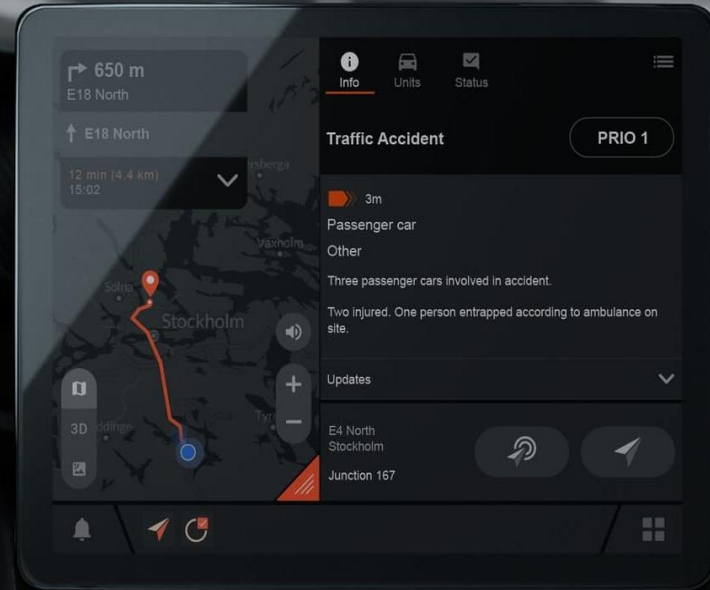 650 m
E18 North
E18 North
12 min (4.4 km)
15:02
Vaxholm
Solna
Stockholm
3D
Info
Units
Status
Traffic Accident
PRIO 1
3m
Passenger car
Other
Three passenger cars involved in accident.
Two injured. One person entrapped according to ambulance on
site.
Updates
E4 North
Stockholm
Junction 167